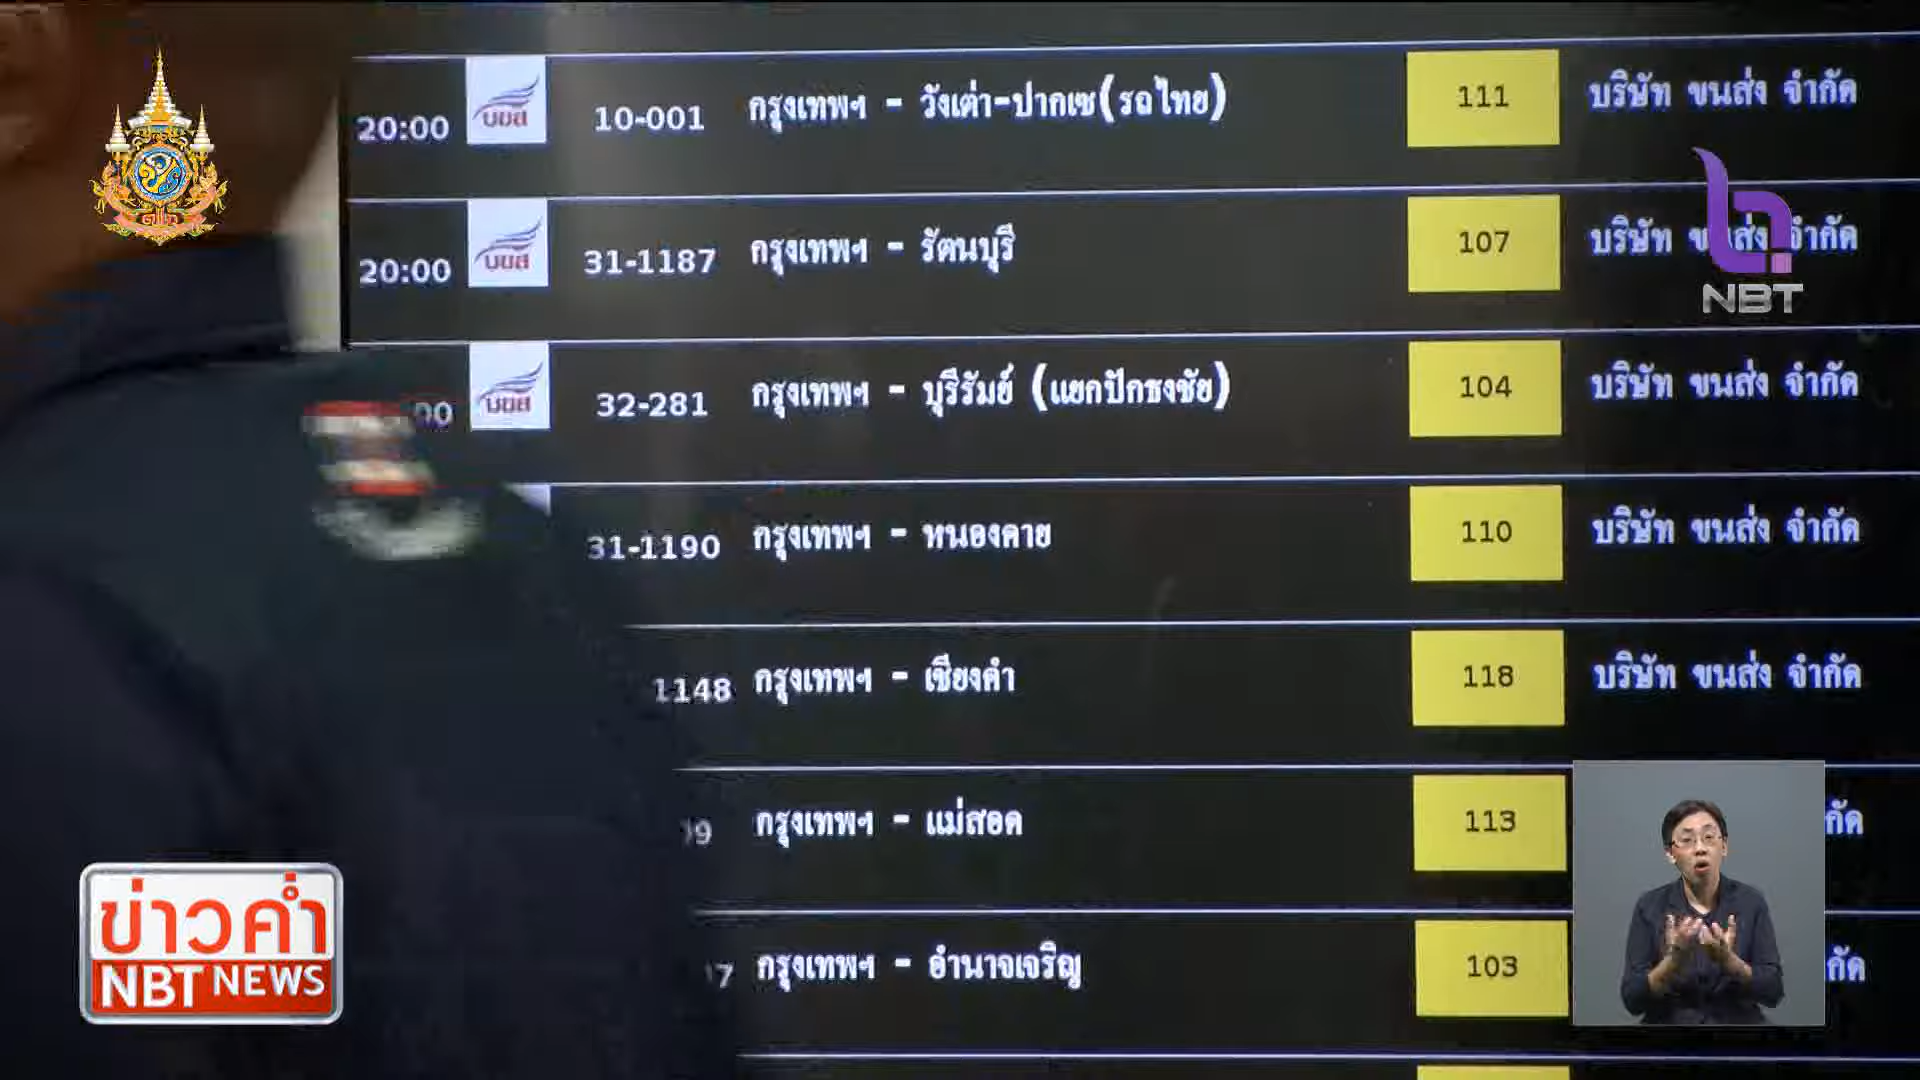 20:00 บขส 10-001 กรุงเทพฯ - วังเต่า-ปากเซ(รถไทย) 111 บริษัท ขนส่ง จำกัด
20:00 บขส 31-1187 กรุงเทพฯ - รัตนบุรี 107 บริษัท ขนส่ง จำกัด
NBT
00 บขส 32-281 กรุงเทพฯ - บุรีรัมย์ (แยกปักธงชัย) 104 บริษัท ขนส่ง จำกัด
31-1190 กรุงเทพฯ - หนองคาย 110 บริษัท ขนส่ง จำกัด
1148 กรุงเทพฯ - เชียงคำ 118 บริษัท ขนส่ง จำกัด
9 กรุงเทพฯ - แม่สอด 113 กัด
7 กรุงเทพฯ - อำนาจเจริญ 103 กัด
ข่าวค่ำ
NBT NEWS